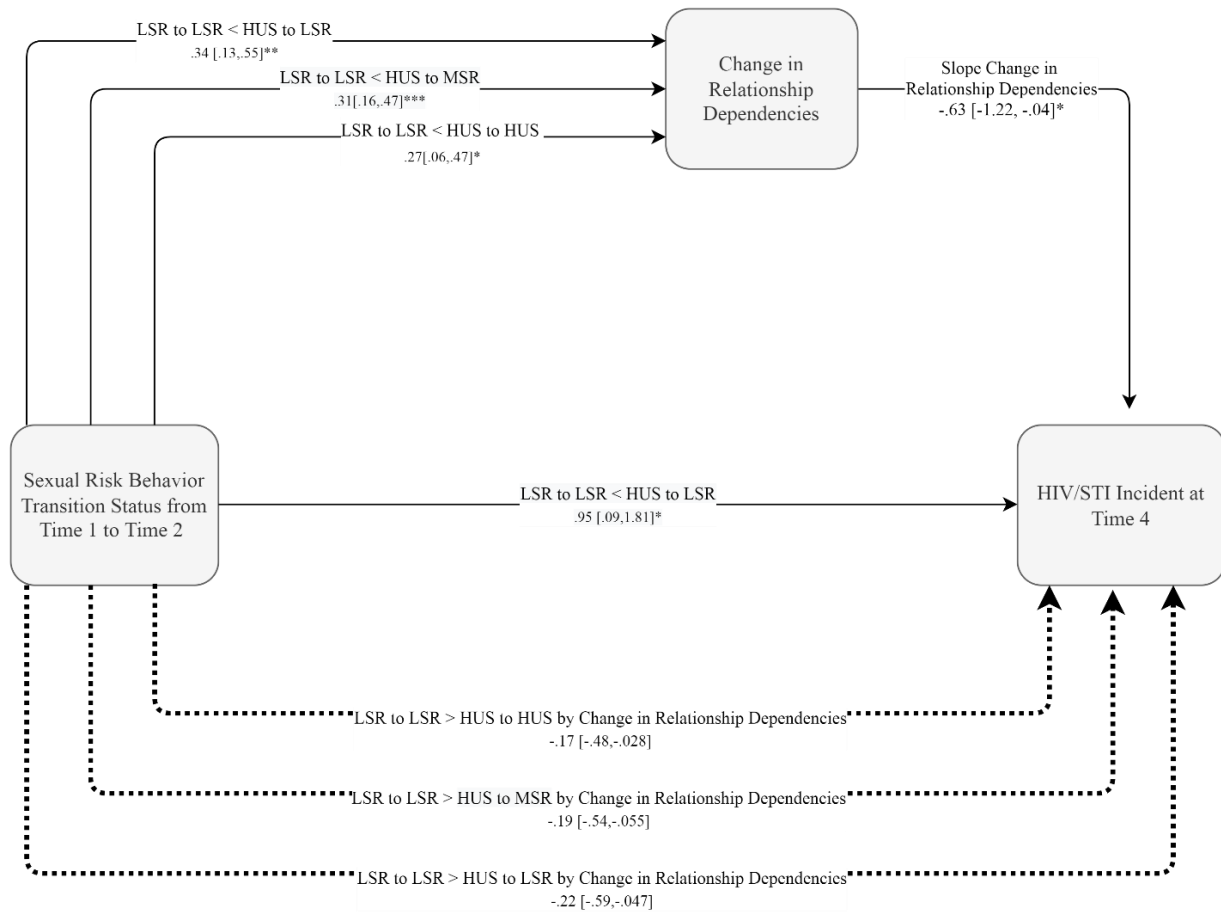 LSR to LSR < HUS to LSR
.34 [.13,.55]**
LSR to LSR < HUS to MSR
.31[.16,.47]***
LSR to LSR < HUS to HUS
.27[.06,.47]*
Change in
Relationship
Dependencies
Slope Change in
Relationship Dependencies
-.63 [-1.22, -.04]*
Sexual Risk Behavior
Transition Status from
Time 1 to Time 2
LSR to LSR < HUS to LSR
.95 [.09,1.81]*
HIV/STI Incident at
Time 4
LSR to LSR > HUS to HUS by Change in Relationship Dependencies
-.17 [-.48,-.028]
LSR to LSR > HUS to MSR by Change in Relationship Dependencies
-.19 [-.54,-.055]
LSR to LSR > HUS to LSR by Change in Relationship Dependencies
-.22 [-.59,-.047]